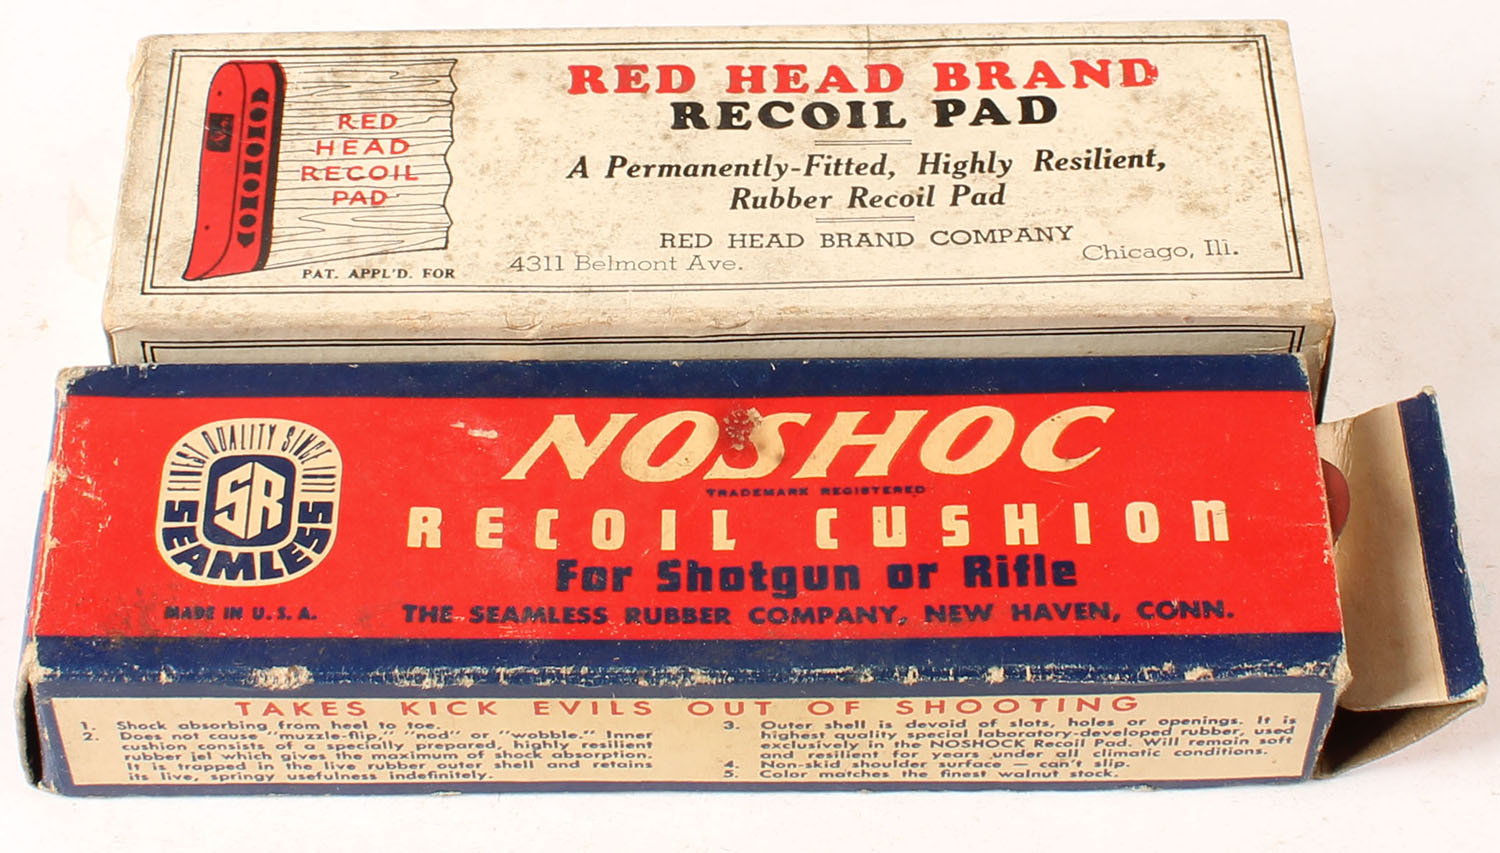 RED HEAD BRAND
RECOIL PAD
A Permanently-Fitted, Highly Resilient,
Rubber Recoil Pad
RED HEAD BRAND COMPANY
4311 Belmont Ave. Chicago, Ill.
RED
HEAD
RECOIL
PAD
PAT. APPL'D. FOR
FINEST QUALITY SINCE 1877
SR
SEAMLESS
MADE IN U.S.A.
NOSHOC
TRADEMARK REGISTERED
RECOIL CUSHION
For Shotgun or Rifle
THE SEAMLESS RUBBER COMPANY, NEW HAVEN, CONN.
TAKES KICK EVILS OUT OF SHOOTING
1. Shock absorbing from heel to toe.
2. Does not cause "muzzle-flip," "nod" or "wobble." Inner
cushion consists of a specially prepared, highly resilient
rubber jel which gives the maximum of shock absorption.
It is trapped in the live rubber outer shell and retains
its live, springy usefulness indefinitely.
3. Outer shell is devoid of slots, holes or openings. It is
highest quality special laboratory-developed rubber, used
exclusively in the NOSHOCK Recoil Pad. Will remain soft
and resilient for years under all climatic conditions.
4. Non-skid shoulder surface — can't slip.
5. Color matches the finest walnut stock.